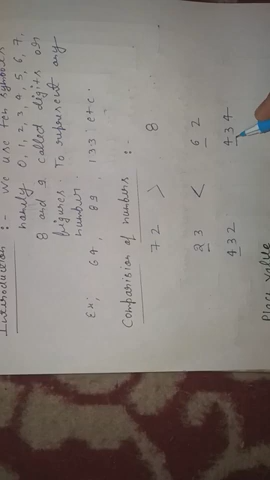 Introduction :- We use ten symbols
namly 0, 1, 2, 3, 4, 5, 6, 7,
8 and 9 called digits or
figures. To represent any
number.
Ex; 64, 89, 133 etc.
Comparision of numbers :-
72 > 8
23 < 62
432 434
Place value